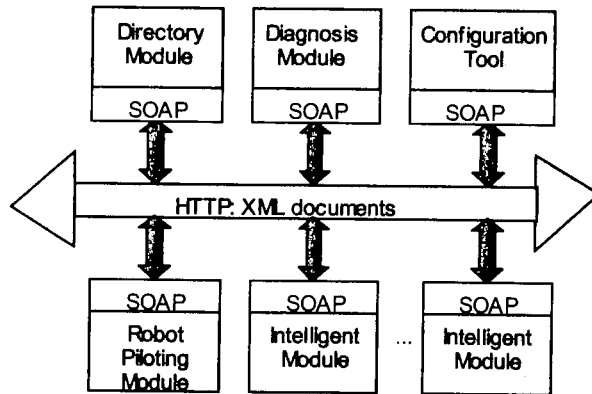 Directory
Module
SOAP
Diagnosis
Module
SOAP
Configuration
Tool
SOAP
HTTP: XML documents
SOAP
Robot
Piloting
Module
SOAP
Intelligent
Module
...
SOAP
Intelligent
Module